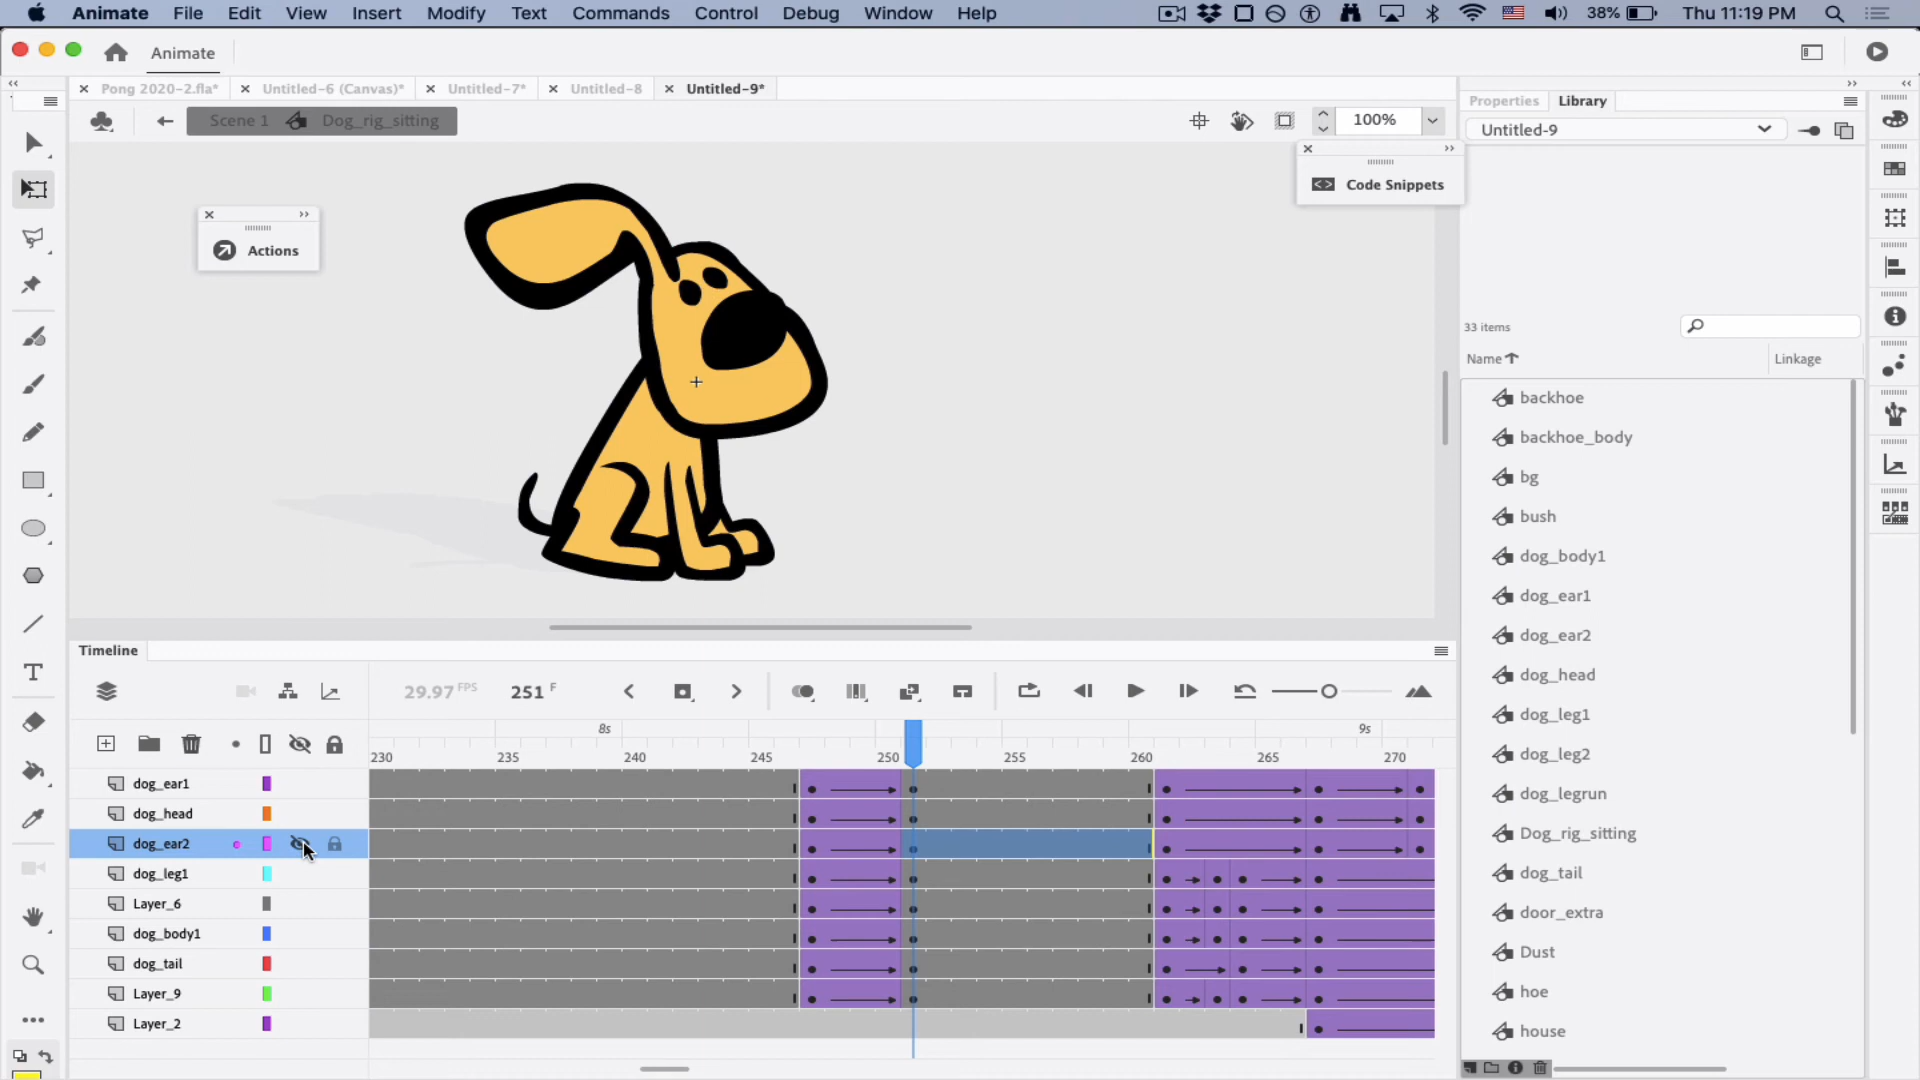 Animate File Edit View Insert Modify Text Commands Control Debug Window Help 38% Thu 11:19 PM
Animate
Pong 2020-2.fla* Untitled-6 (Canvas)* Untitled-7* Untitled-8 Untitled-9*
Scene 1 Dog_rig_sitting 100%
Code Snippets
Actions
Properties Library
Untitled-9
33 items
Name Linkage
backhoe
backhoe_body
bg
bush
dog_body1
dog_ear1
dog_ear2
dog_head
dog_leg1
dog_leg2
dog_legrun
Dog_rig_sitting
dog_tail
door_extra
Dust
hoe
house
Timeline
29.97 FPS 251 F
8s 9s
230 235 240 245 250 255 260 265 270
dog_ear1
dog_head
dog_ear2
dog_leg1
Layer_6
dog_body1
dog_tail
Layer_9
Layer_2